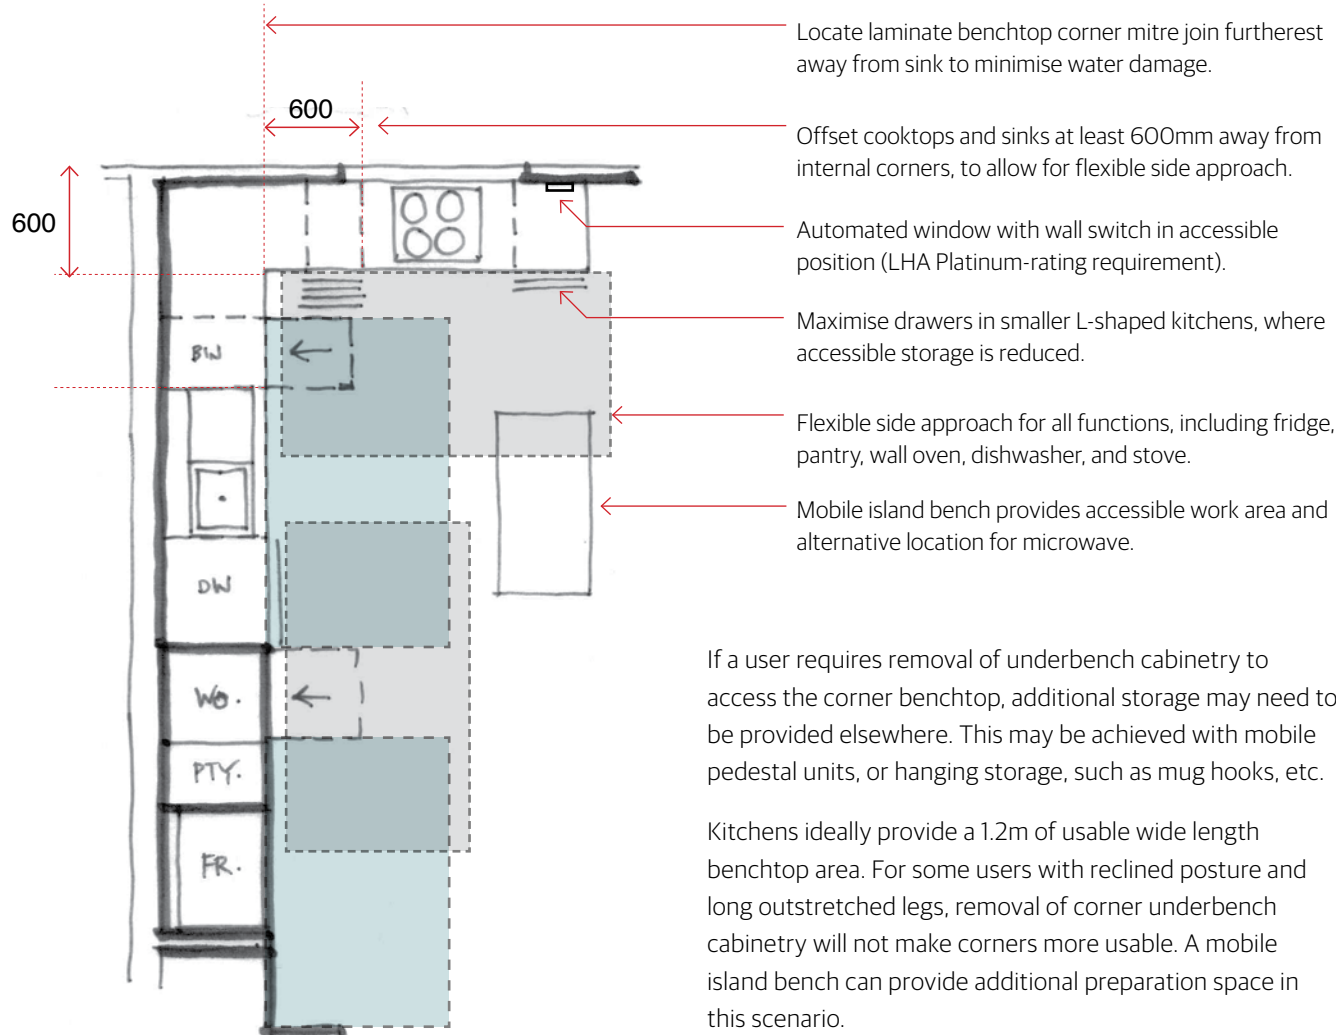 Locate laminate benchtop corner mitre join furtherest
away from sink to minimise water damage.
600
Offset cooktops and sinks at least 600mm away from
internal corners, to allow for flexible side approach.
600
Automated window with wall switch in accessible
position (LHA Platinum-rating requirement).
Maximise drawers in smaller L-shaped kitchens, where
accessible storage is reduced.
BIN
Flexible side approach for all functions, including fridge,
pantry, wall oven, dishwasher, and stove.
Mobile island bench provides accessible work area and
alternative location for microwave.
DW
WO.
PTY.
FR.
If a user requires removal of underbench cabinetry to
access the corner benchtop, additional storage may need to
be provided elsewhere. This may be achieved with mobile
pedestal units, or hanging storage, such as mug hooks, etc.
Kitchens ideally provide a 1.2m of usable wide length
benchtop area. For some users with reclined posture and
long outstretched legs, removal of corner underbench
cabinetry will not make corners more usable. A mobile
island bench can provide additional preparation space in
this scenario.